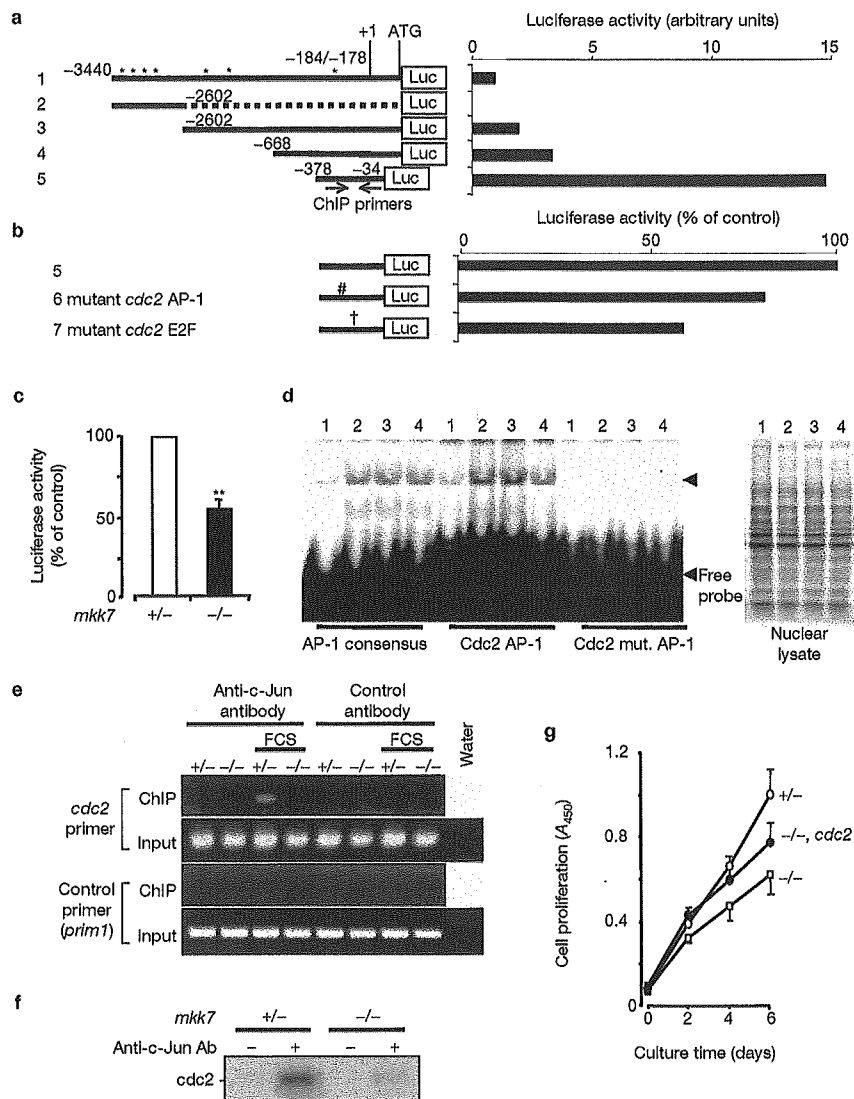 a
Luciferase activity (arbitrary units)
+1 ATG
0 5 10 15
−3440 * * * * * * −184/−178 *
1 Luc
2 −2602 Luc
3 −2602 Luc
4 −668 Luc
5 −378 −34 Luc
ChIP primers
b
Luciferase activity (% of control)
0 50 100
5 Luc
6 mutant cdc2 AP-1 # Luc
7 mutant cdc2 E2F † Luc
c
Luciferase activity
(% of control)
100
50
0
**
mkk7 +/− −/−
d
1 2 3 4 1 2 3 4 1 2 3 4
1 2 3 4
Free
probe
AP-1 consensus Cdc2 AP-1 Cdc2 mut. AP-1
Nuclear
lysate
e
Anti-c-Jun
antibody
Control
antibody
Water
FCS FCS
+/− −/− +/− −/− +/− −/− +/− −/−
cdc2
primer
ChIP
Input
Control
primer
(prim1)
ChIP
Input
f
mkk7 +/− −/−
Anti-c-Jun Ab − + − +
cdc2
g
Cell proliferation (A450)
1.2
0.8
0.4
0
+/−
−/−, cdc2
−/−
0 2 4 6
Culture time (days)